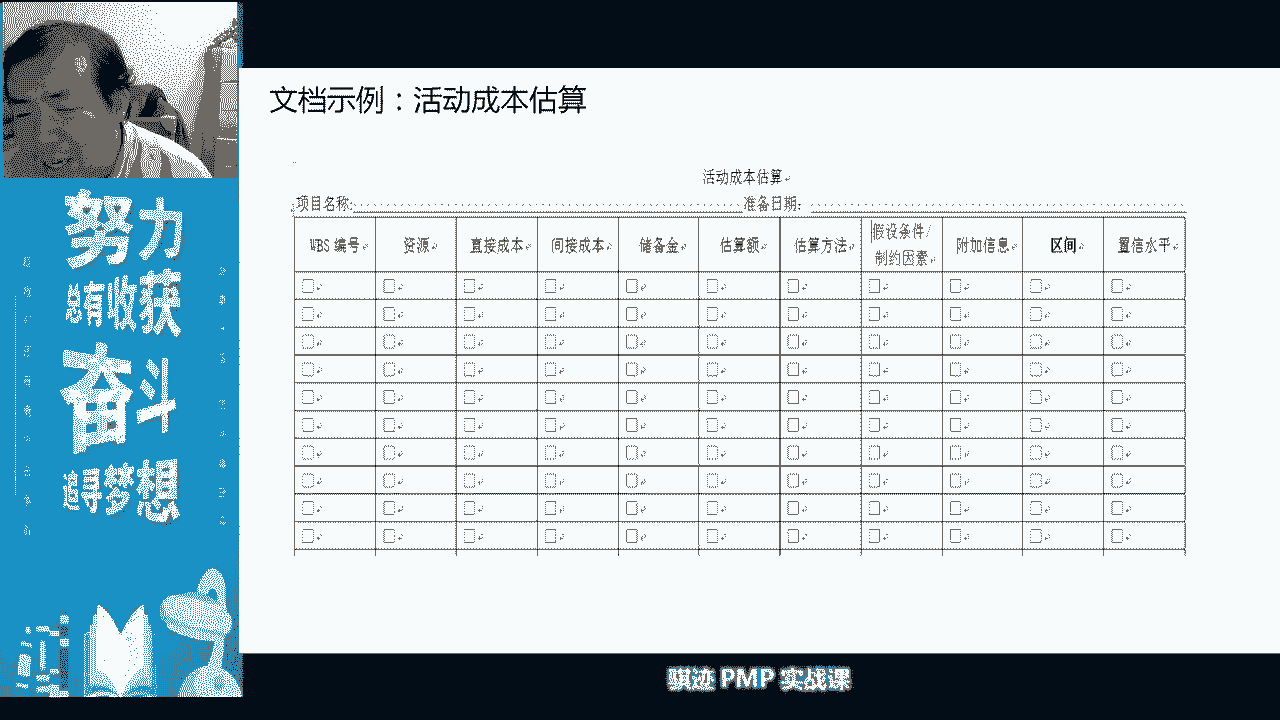 文档示例：活动成本估算
活动成本估算
项目名称: 准备日期:
WBS 编号 资源 直接成本 间接成本 储备金 估算额 估算方法 假设条件/制约因素 附加信息 区间 置信水平
努力
总有收获
奋斗
追寻梦想
骐迹 PMP 实战课